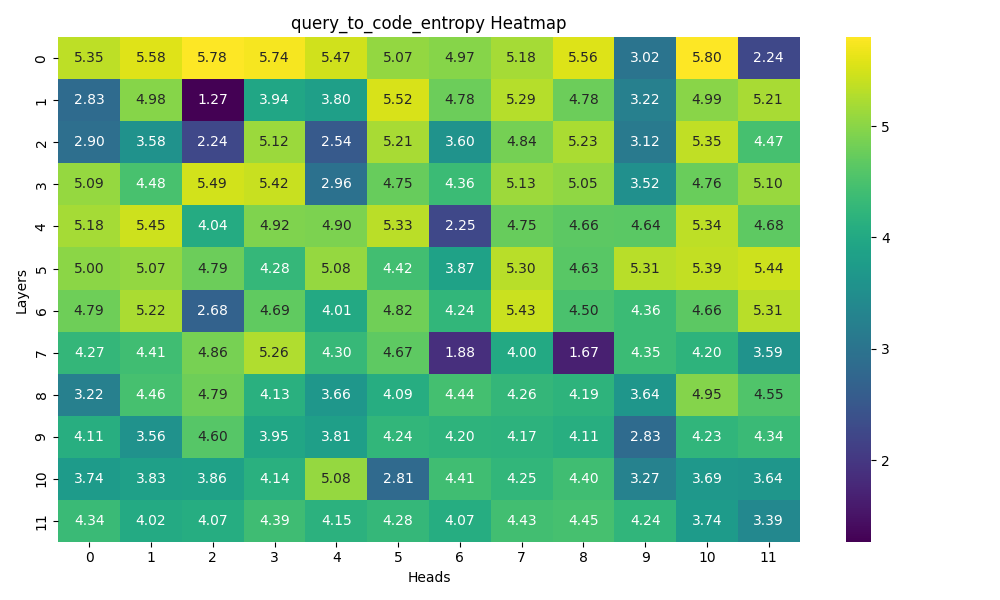 query_to_code_entropy Heatmap
0 5.35 5.58 5.78 5.74 5.47 5.07 4.97 5.18 5.56 3.02 5.80 2.24
1 2.83 4.98 1.27 3.94 3.80 5.52 4.78 5.29 4.78 3.22 4.99 5.21
2 2.90 3.58 2.24 5.12 2.54 5.21 3.60 4.84 5.23 3.12 5.35 4.47
3 5.09 4.48 5.49 5.42 2.96 4.75 4.36 5.13 5.05 3.52 4.76 5.10
4 5.18 5.45 4.04 4.92 4.90 5.33 2.25 4.75 4.66 4.64 5.34 4.68
5 5.00 5.07 4.79 4.28 5.08 4.42 3.87 5.30 4.63 5.31 5.39 5.44
6 4.79 5.22 2.68 4.69 4.01 4.82 4.24 5.43 4.50 4.36 4.66 5.31
7 4.27 4.41 4.86 5.26 4.30 4.67 1.88 4.00 1.67 4.35 4.20 3.59
8 3.22 4.46 4.79 4.13 3.66 4.09 4.44 4.26 4.19 3.64 4.95 4.55
9 4.11 3.56 4.60 3.95 3.81 4.24 4.20 4.17 4.11 2.83 4.23 4.34
10 3.74 3.83 3.86 4.14 5.08 2.81 4.41 4.25 4.40 3.27 3.69 3.64
11 4.34 4.02 4.07 4.39 4.15 4.28 4.07 4.43 4.45 4.24 3.74 3.39
0 1 2 3 4 5 6 7 8 9 10 11
Heads
Layers
5
4
3
2